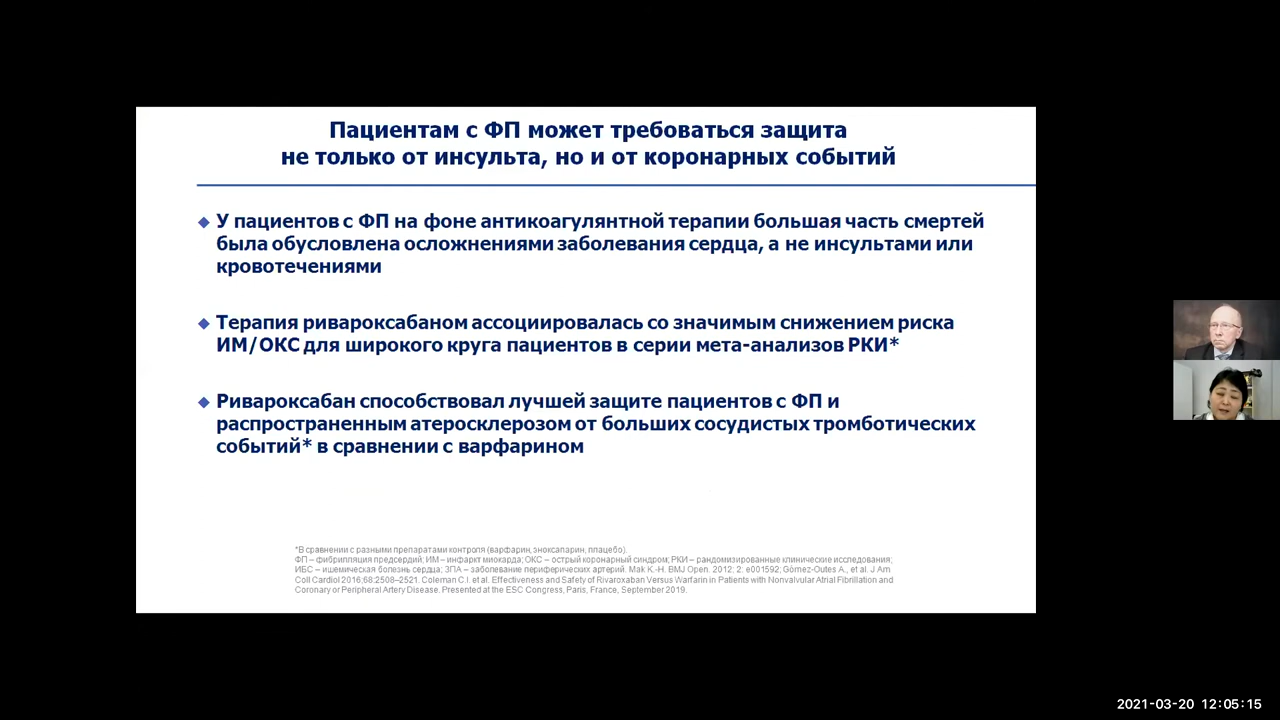 Пациентам с ФП может требоваться защита
не только от инсульта, но и от коронарных событий
У пациентов с ФП на фоне антикоагулянтной терапии большая часть смертей
была обусловлена осложнениями заболевания сердца, а не инсультами или
кровотечениями
Терапия ривароксабаном ассоциировалась со значимым снижением риска
ИМ/ОКС для широкого круга пациентов в серии мета-анализов РКИ*
Ривароксабан способствовал лучшей защите пациентов с ФП и
распространенным атеросклерозом от больших сосудистых тромботических
событий* в сравнении с варфарином
*В сравнении с разными препаратами контроля (варфарин, эноксапарин, плацебо).
ФП – фибрилляция предсердий; ИМ – инфаркт миокарда; ОКС – острый коронарный синдром; РКИ – рандомизированные клинические исследования;
ИБС – ишемическая болезнь сердца; ЗПА – заболевание периферических артерий. Mak K.-H. BMJ Open. 2012; 2: e001592; Gómez-Outes A., et al. J Am
Coll Cardiol 2016;68:2508–2521. Coleman C.I. et al. Effectiveness and Safety of Rivaroxaban Versus Warfarin in Patients with Nonvalvular Atrial Fibrillation and
Coronary or Peripheral Artery Disease. Presented at the ESC Congress, Paris, France, September 2019.
2021-03-20 12:05:15